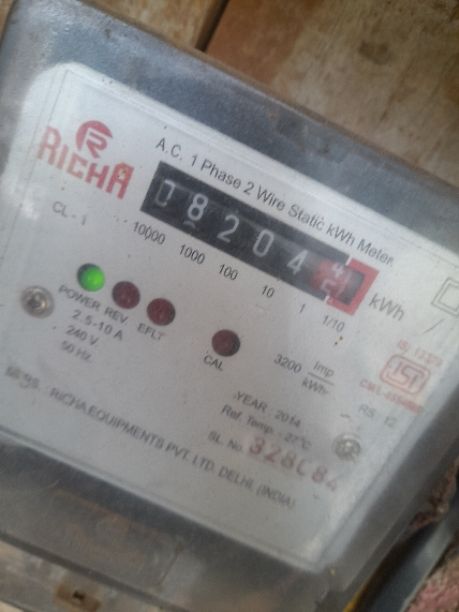 R
RICHA
A.C. 1 Phase 2 Wire Static kWh Meter
0 8 2 0 4
kWh
CL-1
10000 1000 100 10 1 1/10
POWER REV EFLT
2.5-10 A
240 V
50 Hz
CAL
3200 Imp
kWh
ISI
YEAR 2014
Ref. Temp. 27°C
SL. No.
RICHA EQUIPMENTS PVT. LTD. DELHI, (INDIA)